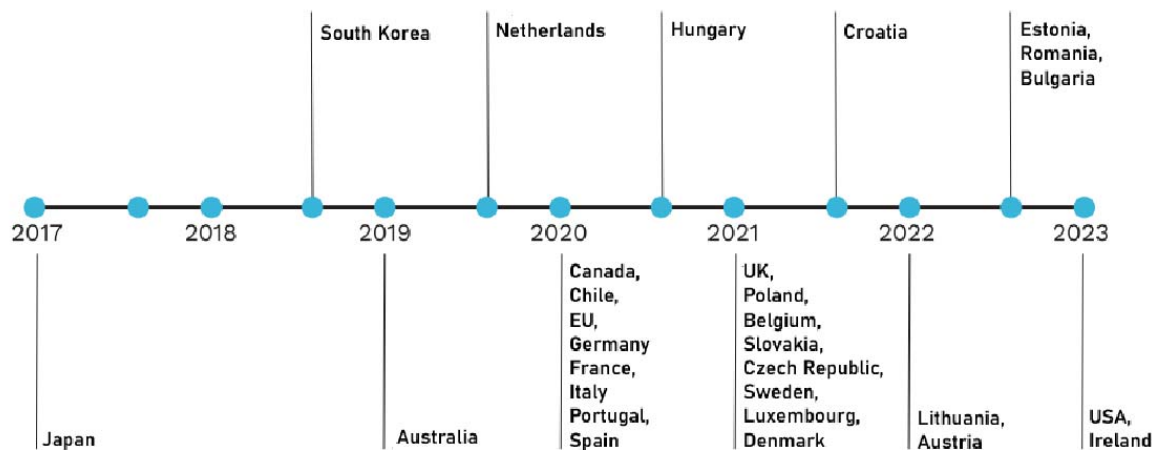 South Korea
Netherlands
Hungary
Croatia
Estonia,
Romania,
Bulgaria
2017
2018
2019
2020
2021
2022
2023
Japan
Australia
Canada,
Chile,
EU,
Germany
France,
Italy
Portugal,
Spain
UK,
Poland,
Belgium,
Slovakia,
Czech Republic,
Sweden,
Luxembourg,
Denmark
Lithuania,
Austria
USA,
Ireland